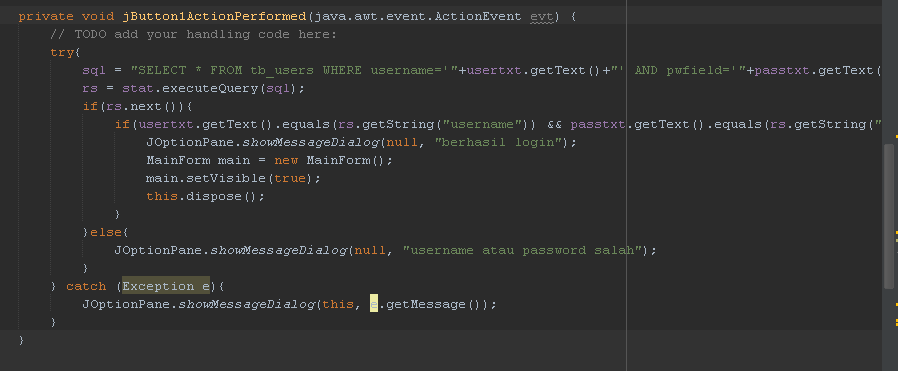 private void jButton1ActionPerformed(java.awt.event.ActionEvent evt) {
// TODO add your handling code here:
try{
sql = "SELECT * FROM tb_users WHERE username='"+usertxt.getText()+"' AND pwfield='"+passtxt.getText(
rs = stat.executeQuery(sql);
if(rs.next()){
if(usertxt.getText().equals(rs.getString("username")) && passtxt.getText().equals(rs.getString("
JOptionPane.showMessageDialog(null, "berhasil login");
MainForm main = new MainForm();
main.setVisible(true);
this.dispose();
}
}else{
JOptionPane.showMessageDialog(null, "username atau password salah");
}
} catch (Exception e){
JOptionPane.showMessageDialog(this, e.getMessage());
}
}